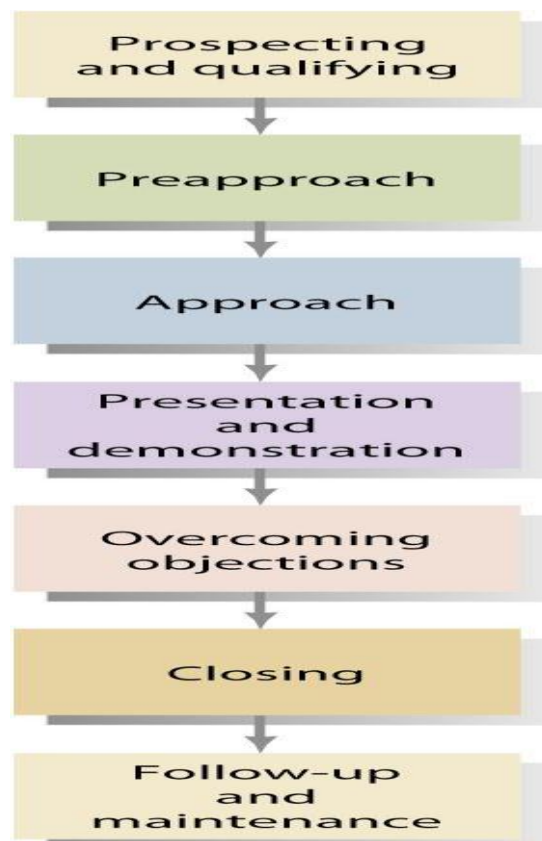 Prospecting
and qualifying
Preapproach
Approach
Presentation
and
demonstration
Overcoming
objections
Closing
Follow-up
and
maintenance